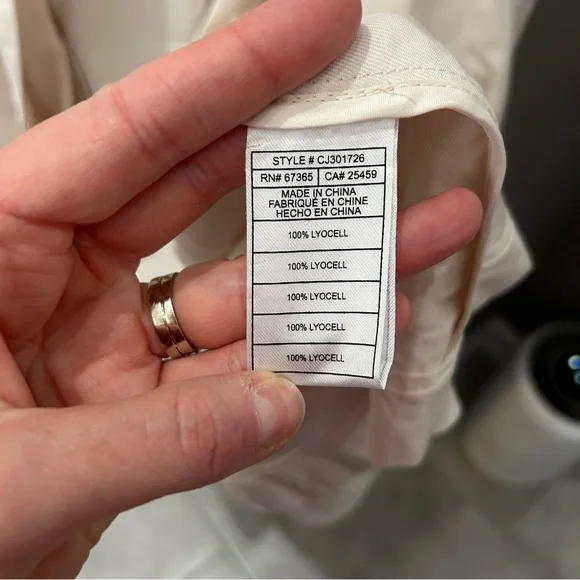 STYLE # CJ301726
RN# 67365 CA# 25459
MADE IN CHINA
FABRIQUÉ EN CHINE
HECHO EN CHINA
100% LYOCELL
100% LYOCELL
100% LYOCELL
100% LYOCELL
100% LYOCELL